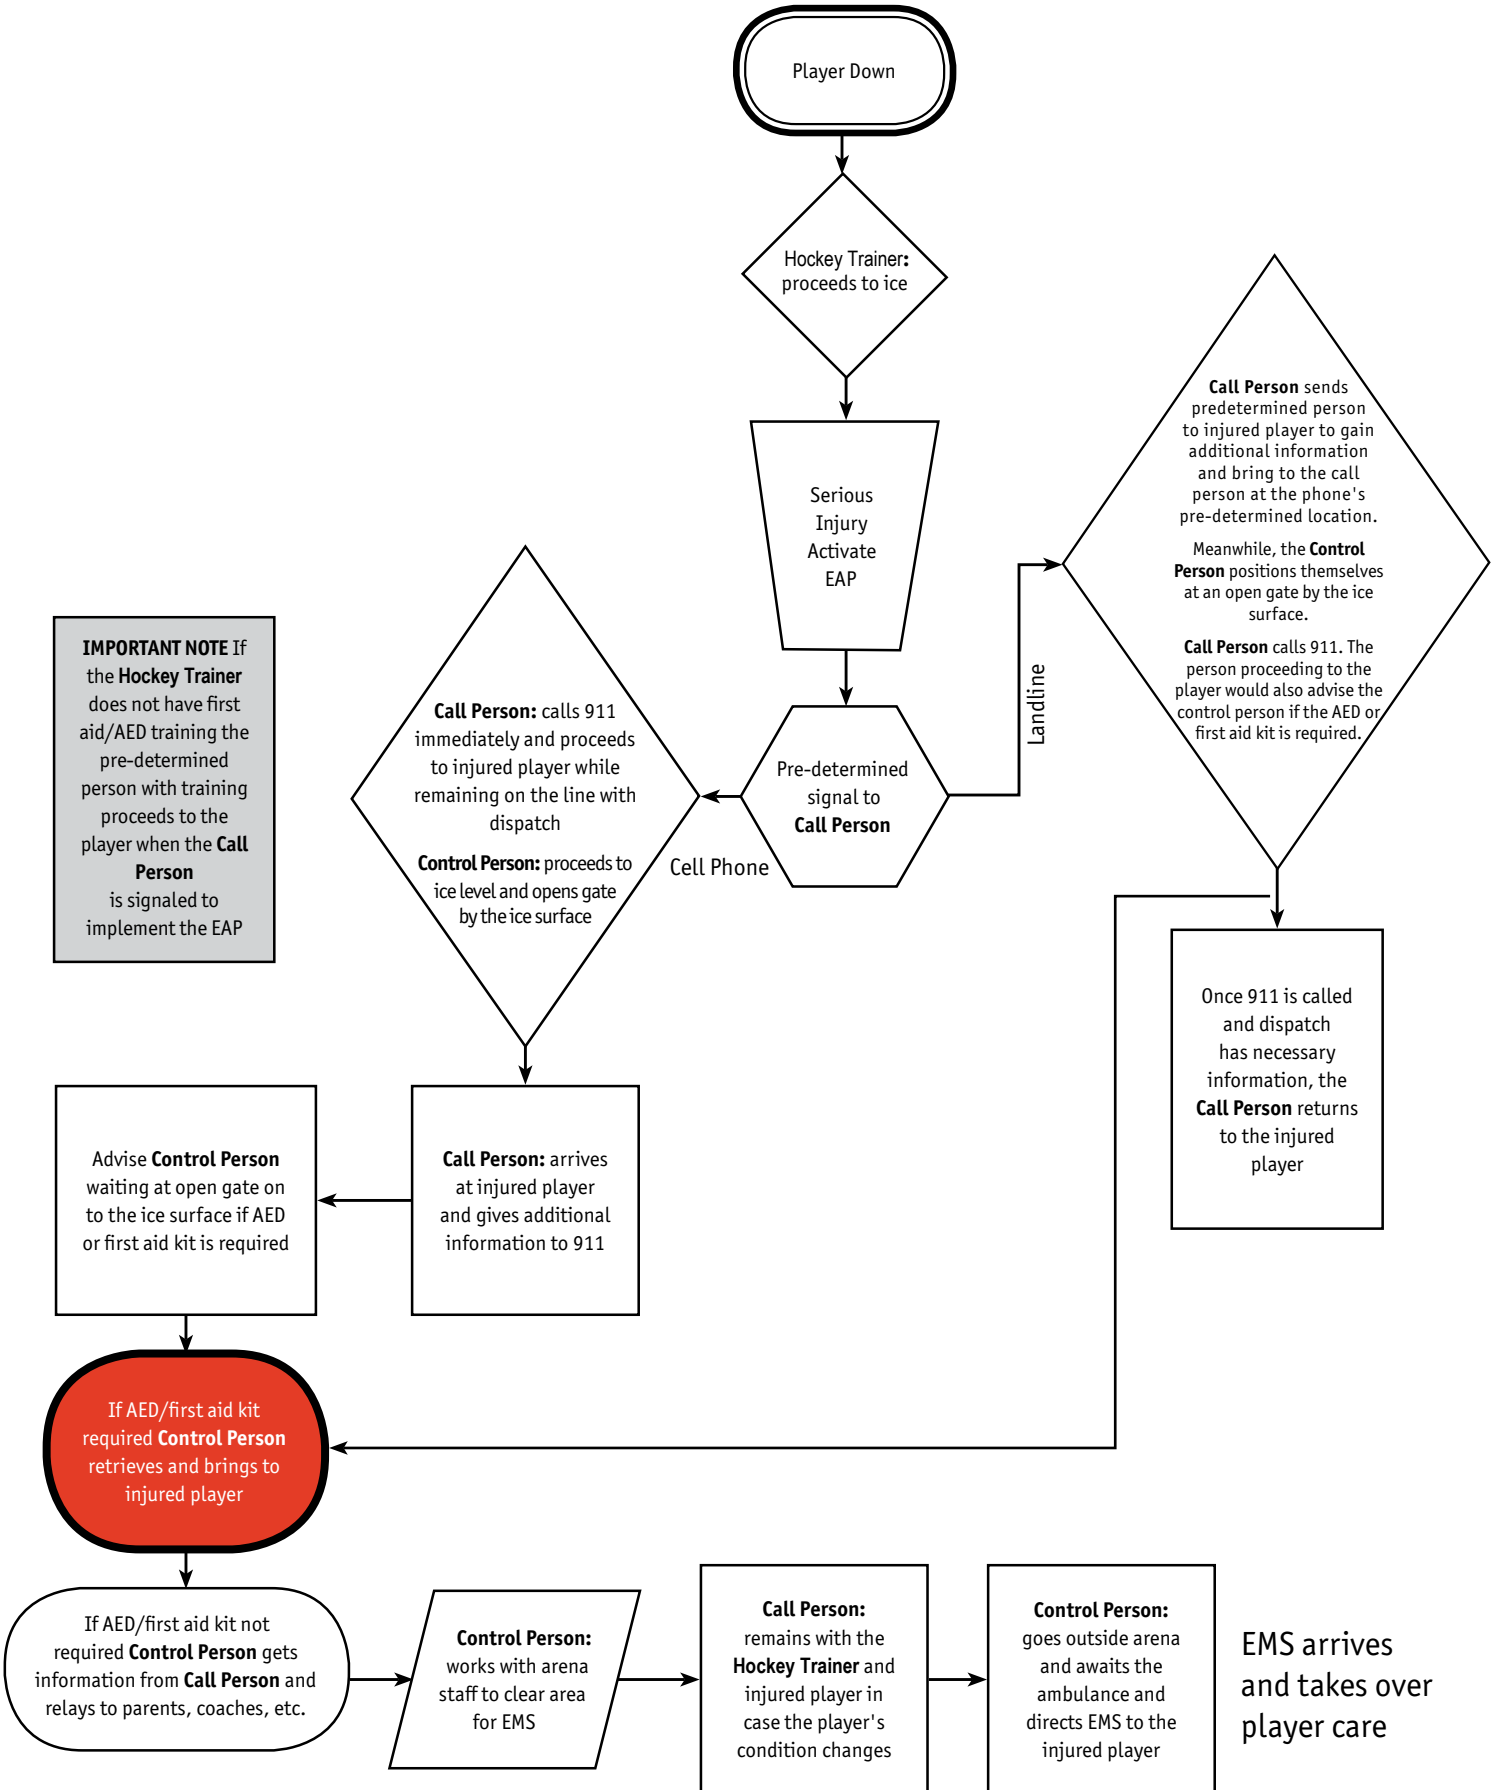 Player Down
Hockey Trainer:
proceeds to ice
Serious
Injury
Activate
EAP
Pre-determined
signal to
Call Person
Landline
Call Person sends
predetermined person
to injured player to gain
additional information
and bring to the call
person at the phone's
pre-determined location.
Meanwhile, the Control
Person positions themselves
at an open gate by the ice
surface.
Call Person calls 911. The
person proceeding to the
player would also advise the
control person if the AED or
first aid kit is required.
Once 911 is called
and dispatch
has necessary
information, the
Call Person returns
to the injured
player
Cell Phone
Call Person: calls 911
immediately and proceeds
to injured player while
remaining on the line with
dispatch
Control Person: proceeds to
ice level and opens gate
by the ice surface
IMPORTANT NOTE If
the Hockey Trainer
does not have first
aid/AED training the
pre-determined
person with training
proceeds to the
player when the Call
Person
is signaled to
implement the EAP
Call Person: arrives
at injured player
and gives additional
information to 911
Advise Control Person
waiting at open gate on
to the ice surface if AED
or first aid kit is required
If AED/first aid kit
required Control Person
retrieves and brings to
injured player
If AED/first aid kit not
required Control Person gets
information from Call Person and
relays to parents, coaches, etc.
Control Person:
works with arena
staff to clear area
for EMS
Call Person:
remains with the
Hockey Trainer and
injured player in
case the player's
condition changes
Control Person:
goes outside arena
and awaits the
ambulance and
directs EMS to the
injured player
EMS arrives
and takes over
player care